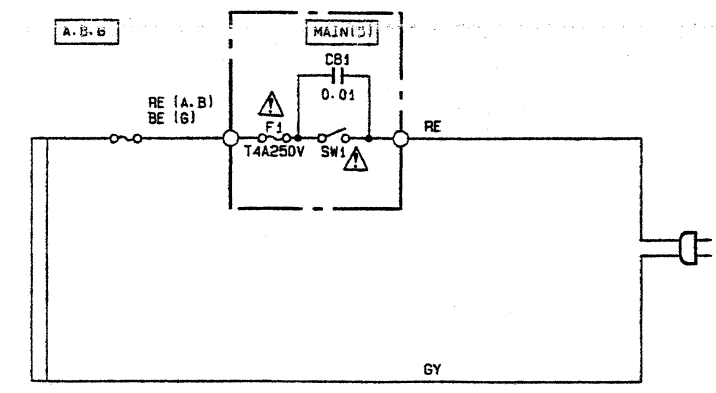 A.B.G
MAIN(5)
CB1
0.01
RE (A.B)
BE (G)
F1
T4A250V
SW1
RE
GY